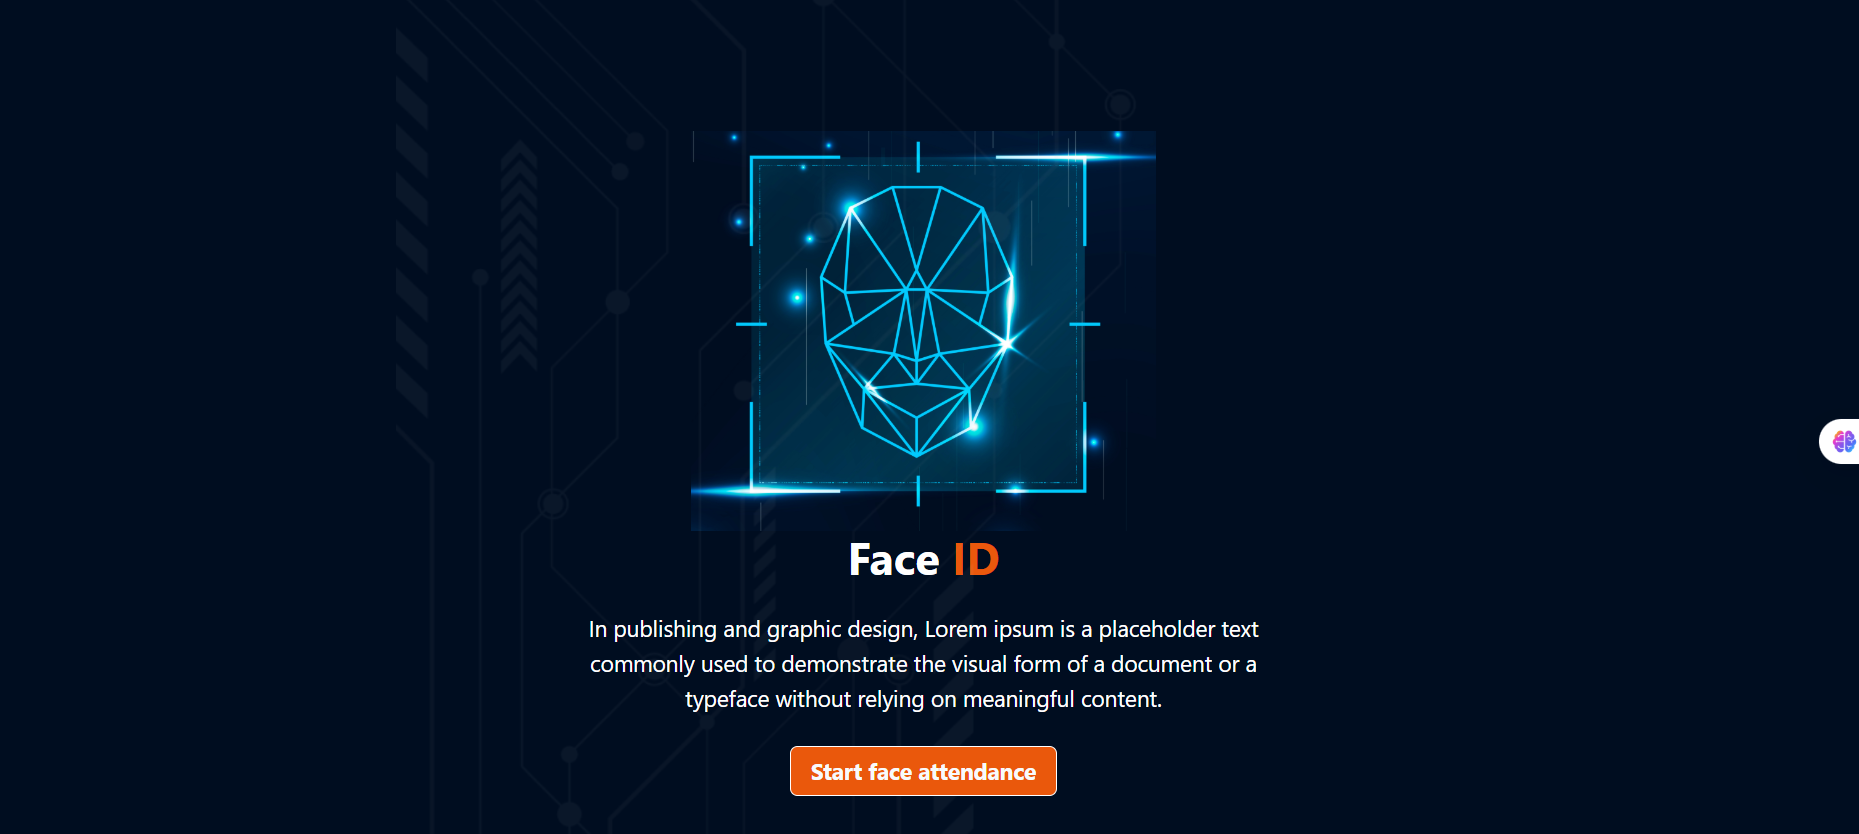 Face ID
In publishing and graphic design, Lorem ipsum is a placeholder text
commonly used to demonstrate the visual form of a document or a
typeface without relying on meaningful content.
Start face attendance